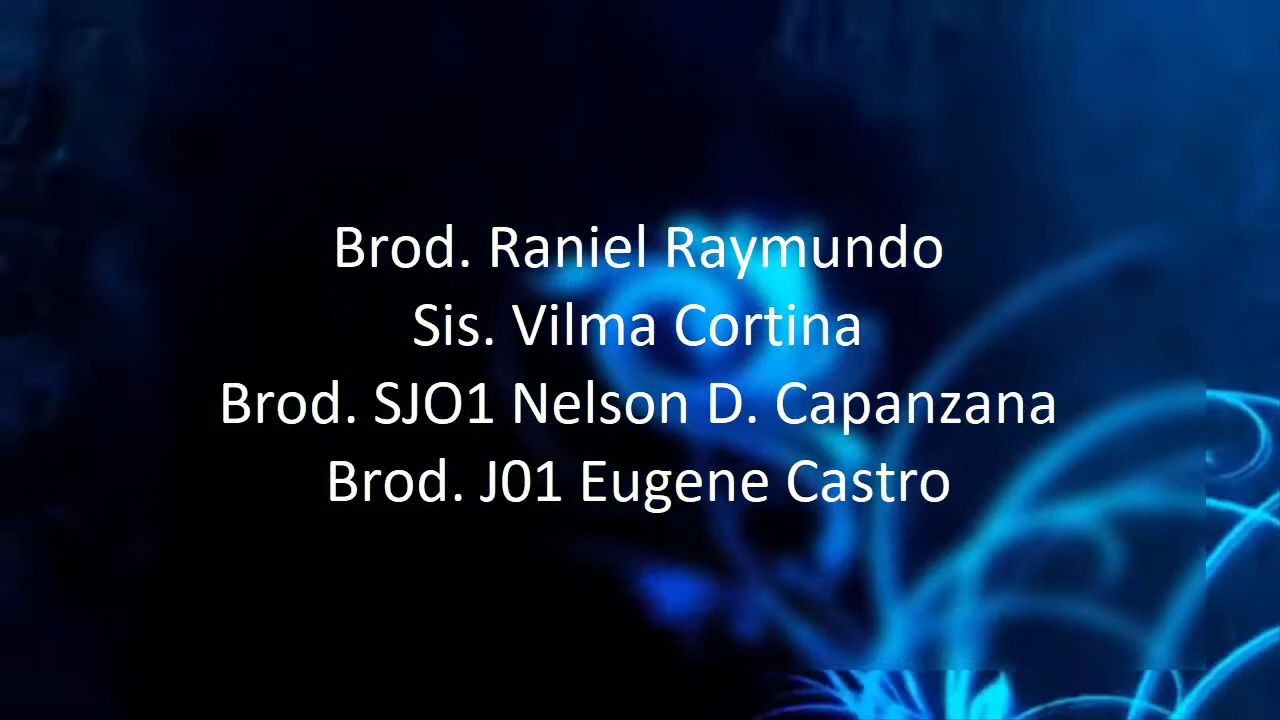 Brod. Raniel Raymundo
Sis. Vilma Cortina
Brod. SJO1 Nelson D. Capanzana
Brod. J01 Eugene Castro